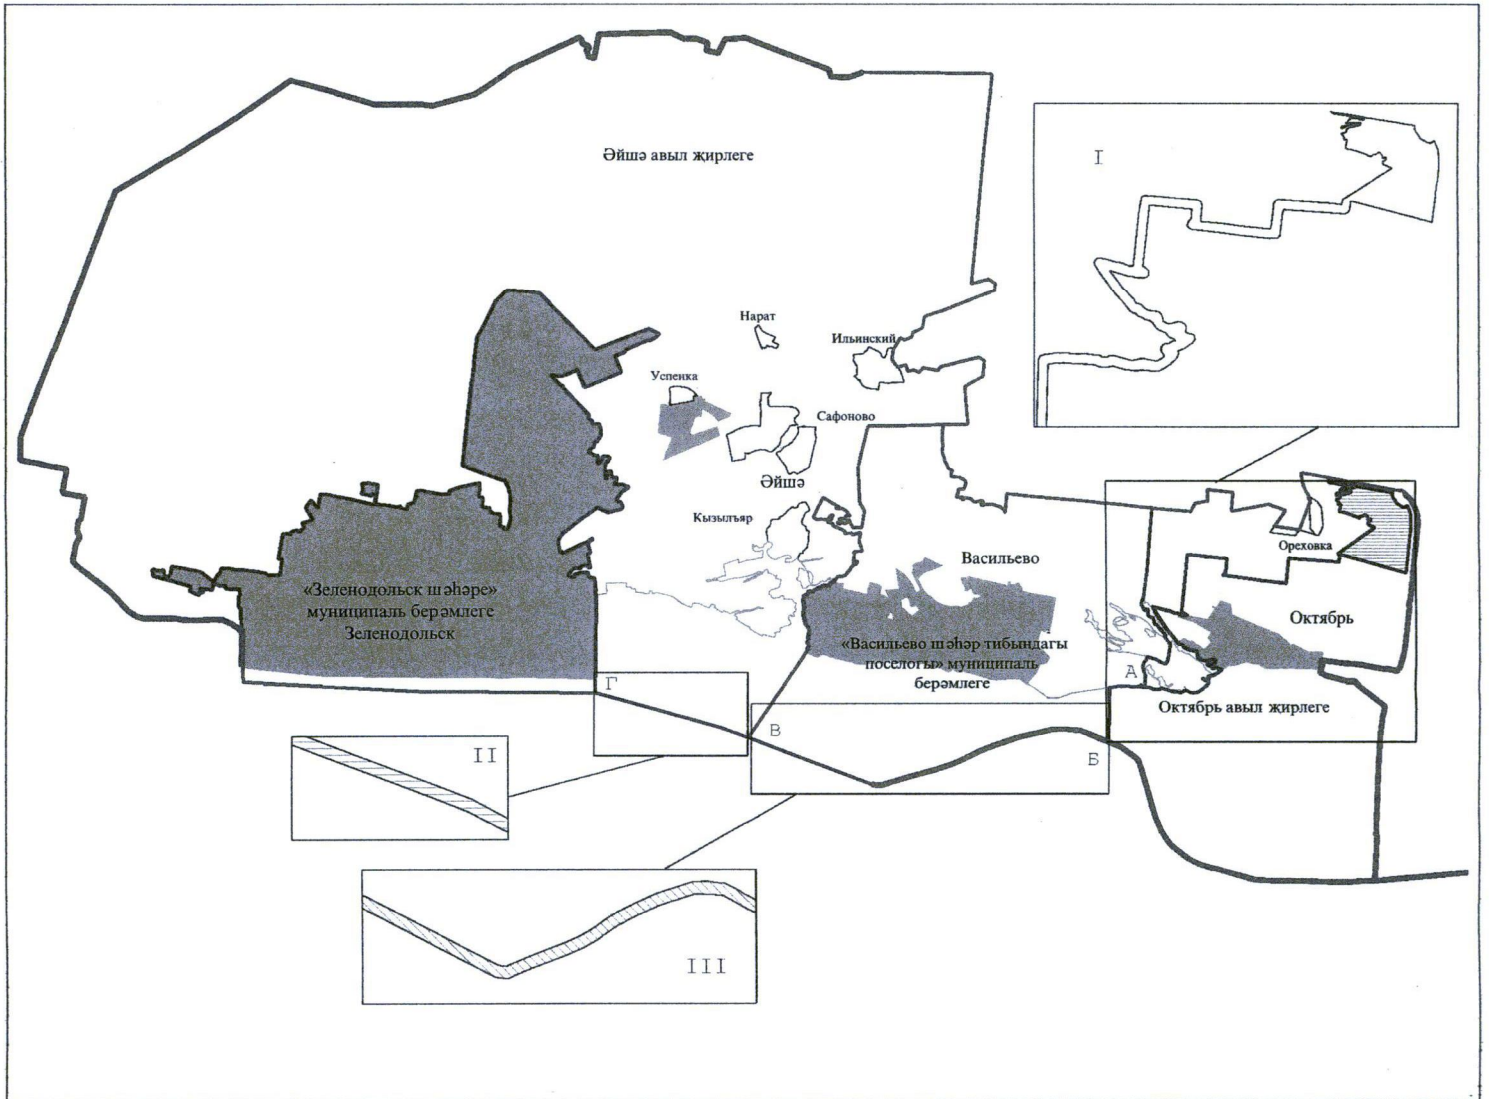 Әйшә авыл җирлеге
I
Нарат
Ильинский
Успенка
Сафоново
Әйшә
Кызылъяр
Васильево
Ореховка
«Зеленодольск шәһәре»
муниципаль берәмлеге
Зеленодольск
Октябрь
«Васильево шәһәр тибындагы
поселогы» муниципаль
берәмлеге
А
Г
Октябрь авыл җирлеге
В
Б
II
III